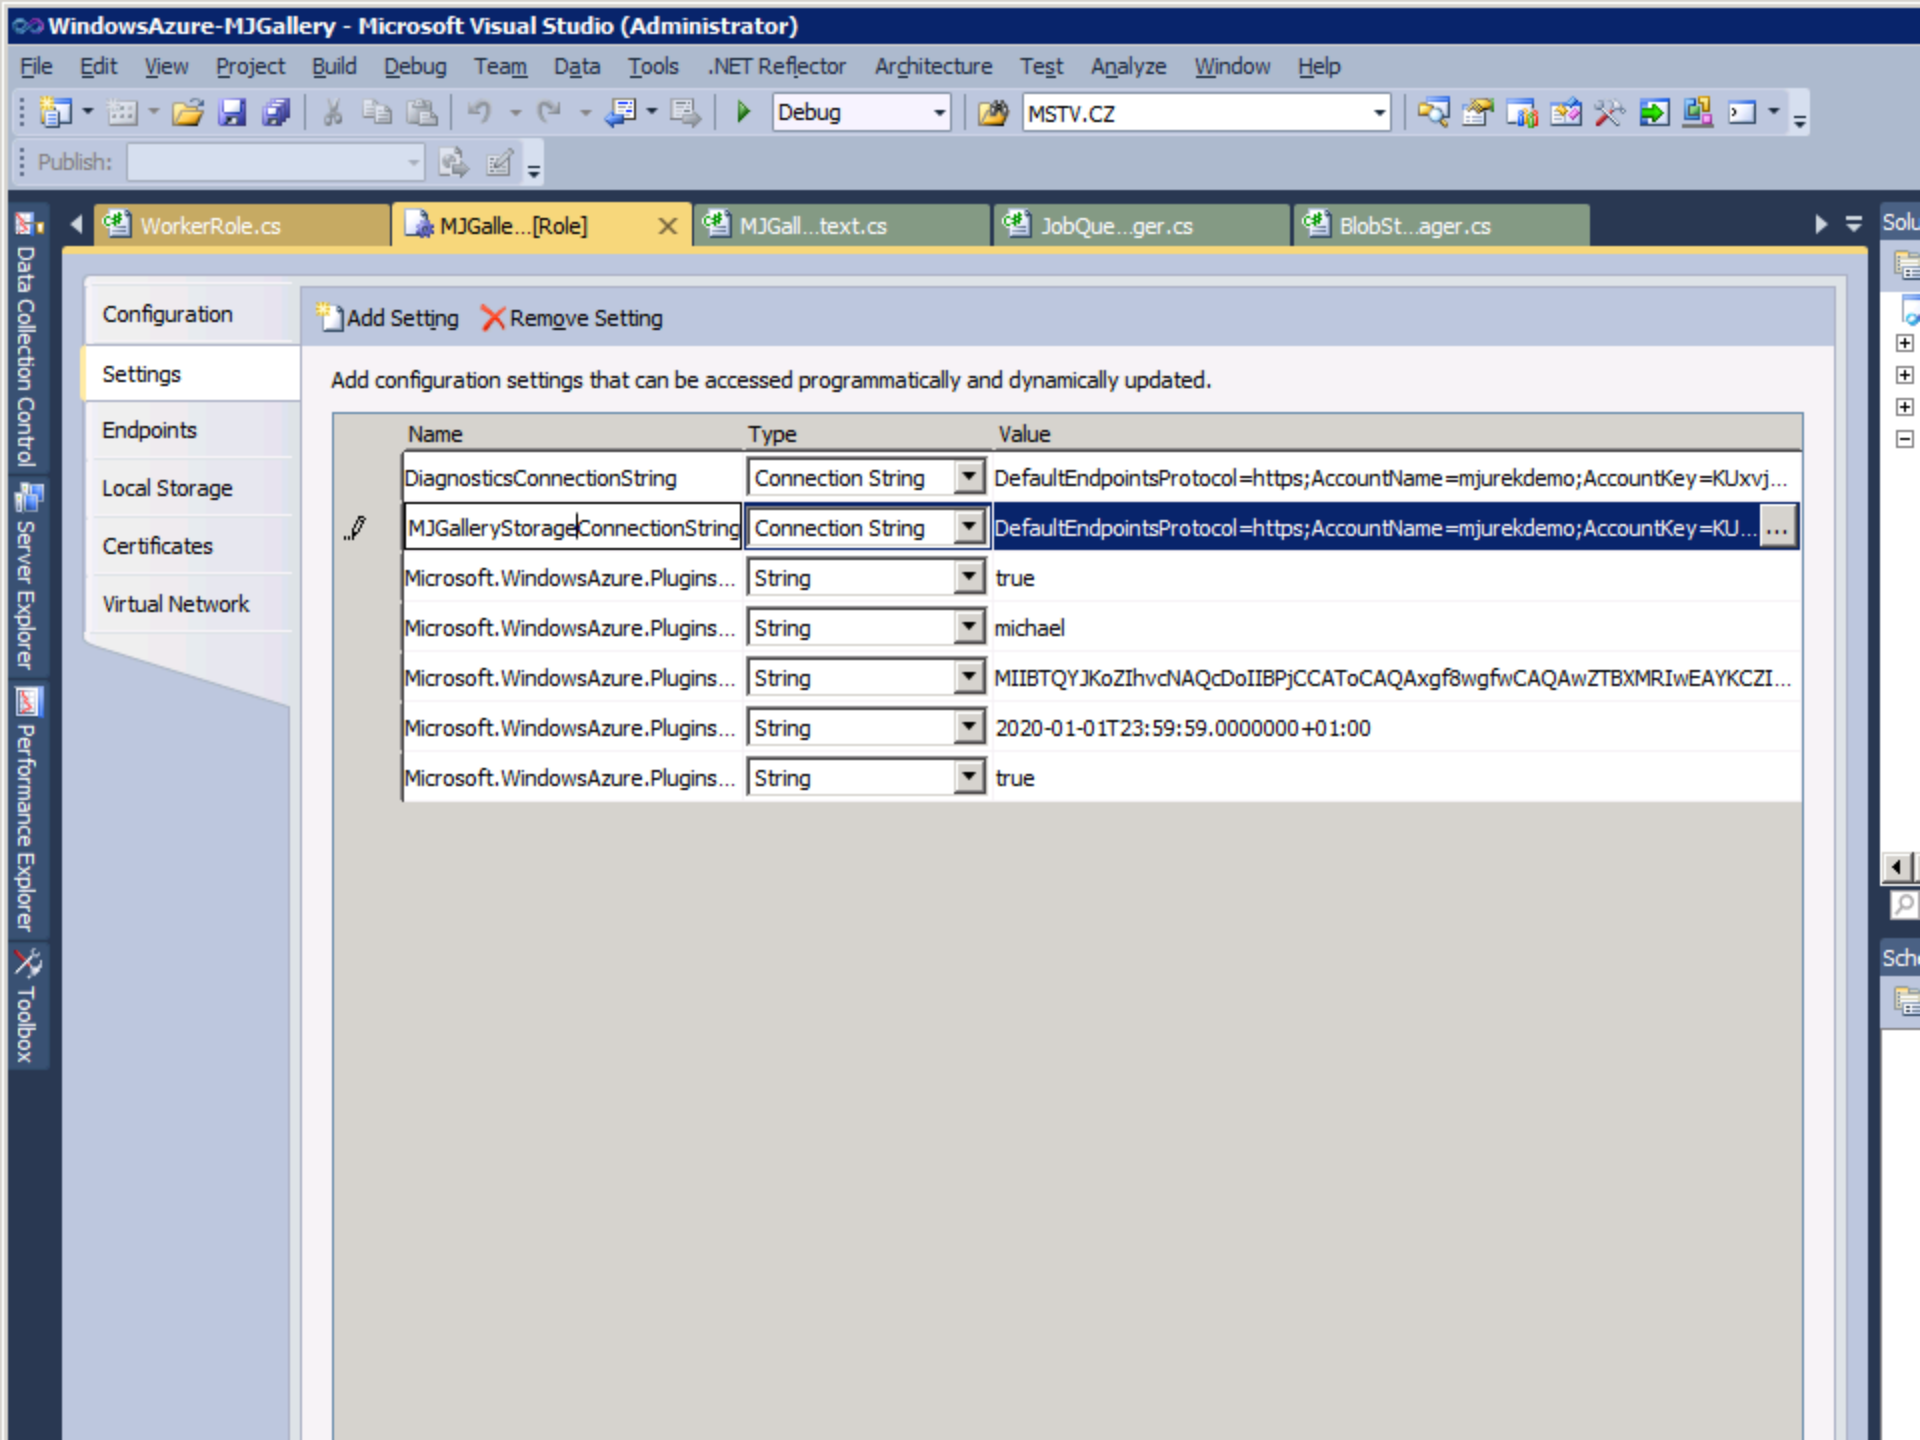 WindowsAzure-MJGallery - Microsoft Visual Studio (Administrator)
File Edit View Project Build Debug Team Data Tools .NET Reflector Architecture Test Analyze Window Help
Debug MSTV.CZ
Publish:
WorkerRole.cs MJGalle...[Role] MJGall...text.cs JobQue...ger.cs BlobSt...ager.cs
Solu
Data Collection Control
Server Explorer
Performance Explorer
Toolbox
Configuration
Settings
Endpoints
Local Storage
Certificates
Virtual Network
Add Setting Remove Setting
Add configuration settings that can be accessed programmatically and dynamically updated.
Name Type Value
DiagnosticsConnectionString Connection String DefaultEndpointsProtocol=https;AccountName=mjurekdemo;AccountKey=KUxvj...
MJGalleryStorageConnectionString Connection String DefaultEndpointsProtocol=https;AccountName=mjurekdemo;AccountKey=KU... ...
Microsoft.WindowsAzure.Plugins... String true
Microsoft.WindowsAzure.Plugins... String michael
Microsoft.WindowsAzure.Plugins... String MIIBTQYJKoZIhvcNAQcDoIIBPjCCAToCAQAxgf8wgfwCAQAwZTBXMRIwEAYKCZI...
Microsoft.WindowsAzure.Plugins... String 2020-01-01T23:59:59.0000000+01:00
Microsoft.WindowsAzure.Plugins... String true
Sche